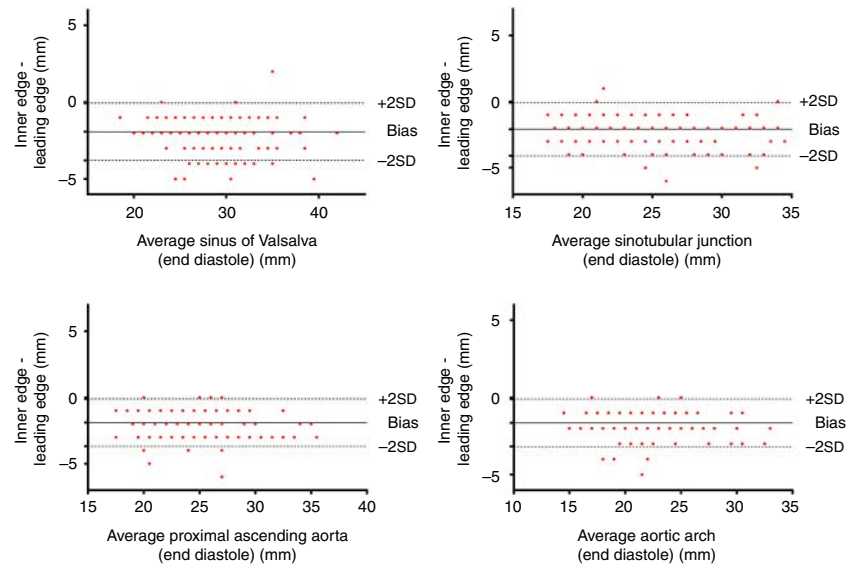 Inner edge -
leading edge (mm)
5
0
–5
+2SD
Bias
–2SD
20
30
40
Average sinus of Valsalva
(end diastole) (mm)
Inner edge -
leading edge (mm)
5
0
–5
+2SD
Bias
–2SD
15
20
25
30
35
Average sinotubular junction
(end diastole) (mm)
Inner edge -
leading edge (mm)
5
0
–5
+2SD
Bias
–2SD
15
20
25
30
35
40
Average proximal ascending aorta
(end diastole) (mm)
Inner edge -
leading edge (mm)
5
0
–5
+2SD
Bias
–2SD
10
15
20
25
30
35
Average aortic arch
(end diastole) (mm)